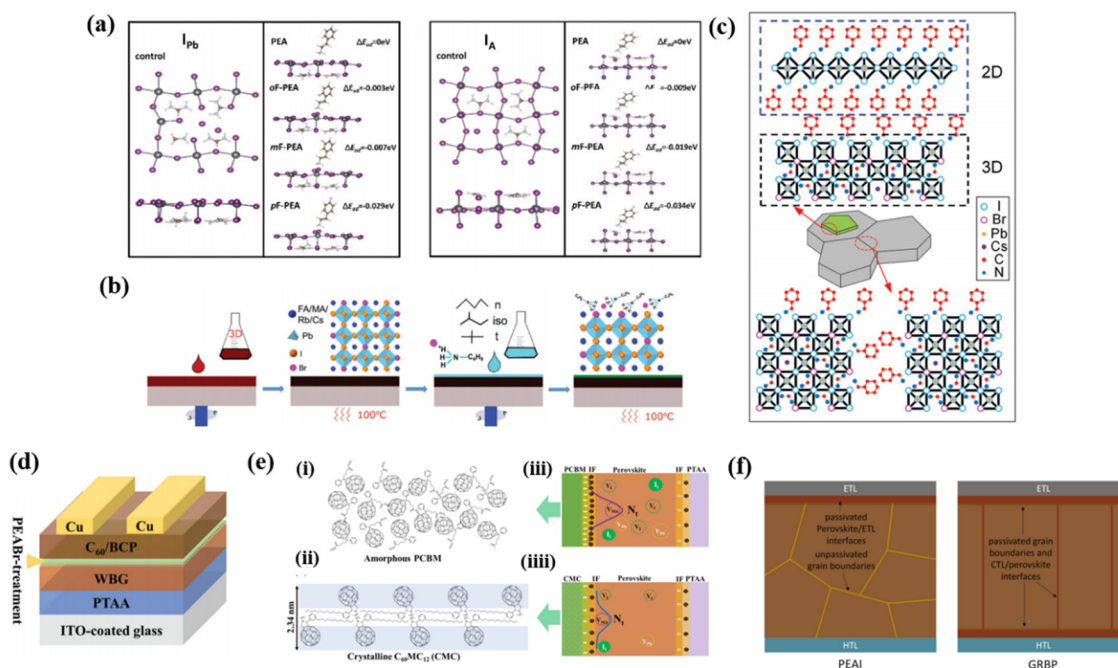 (a)
I_Pb
control
PEA
ΔE_ad=0eV
oF-PEA
ΔE_ad=-0.003eV
mF-PEA
ΔE_ad=-0.007eV
pF-PEA
ΔE_ad=-0.029eV
I_A
control
PEA
ΔE_ad=0eV
=-0.009eV
mF-PEA
ΔE_ad=-0.019eV
pF-PEA
ΔE_ad=-0.034eV
(b)
3D
FA/MA/
Rb/Cs
Pb
I
Br
100℃
n
iso
t
H
H
H
N
C₄H₉
100℃
(c)
2D
3D
I
Br
Pb
Cs
C
N
(d)
PEABr-treatment
Cu
Cu
C₆₀/BCP
WBG
PTAA
ITO-coated glass
(e)
(i)
Amorphous PCBM
(ii)
2.34 nm
Crystalline C₆₀MC₁₂ (CMC)
(iii)
PCBM IF Perovskite IF PTAA
N_t
(iiii)
CMC IF Perovskite IF PTAA
N_t
(f)
ETL
passivated
Perovskite/ETL
interfaces
unpassivated
grain boundaries
HTL
PEAI
ETL
passivated grain
boundaries and
CTL/perovskite
interfaces
HTL
GRBP